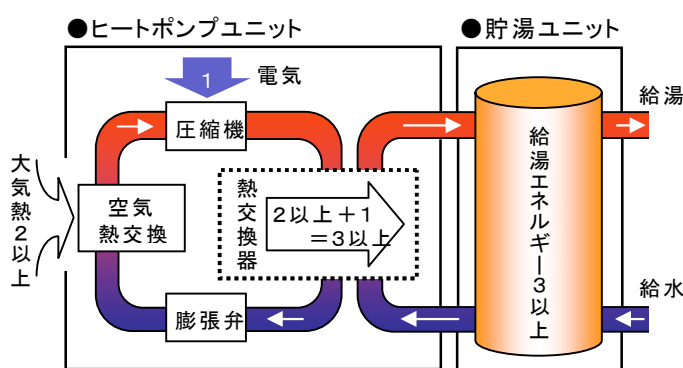 ●ヒートポンプユニット
●貯湯ユニット
1
電気
給湯
圧縮機
大気熱2以上
空気
熱交換
熱交換器
2以上+1
=3以上
給湯エネルギー3以上
給水
膨張弁